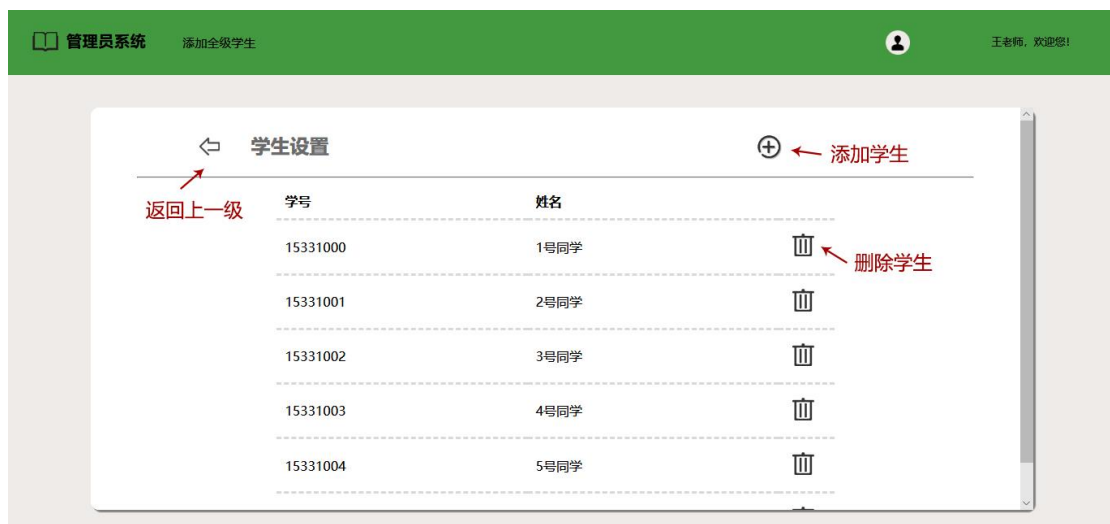 管理员系统 添加全级学生 王老师，欢迎您!
学生设置 添加学生
返回上一级
学号 姓名
15331000 1号同学
删除学生
15331001 2号同学
15331002 3号同学
15331003 4号同学
15331004 5号同学